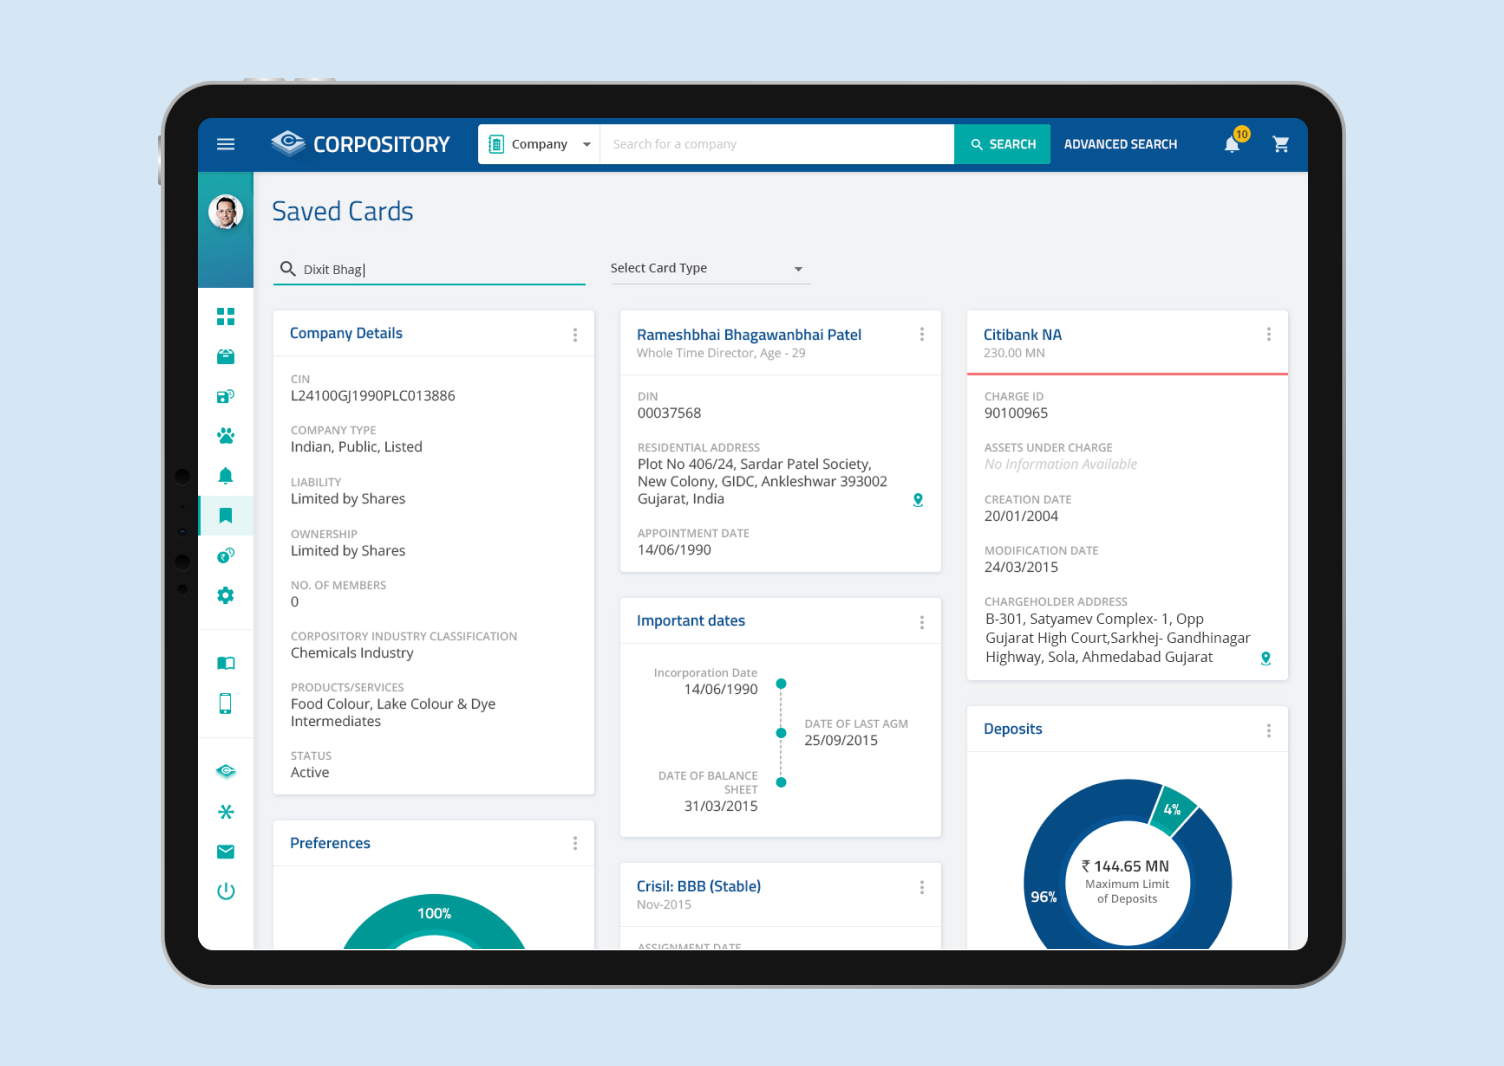 CORPOSITORY
Company
Search for a company
SEARCH
ADVANCED SEARCH
10
Saved Cards
Dixit Bhag
Select Card Type
Company Details
CIN
L24100GJ1990PLC013886
COMPANY TYPE
Indian, Public, Listed
LIABILITY
Limited by Shares
OWNERSHIP
Limited by Shares
NO. OF MEMBERS
0
CORPOSITORY INDUSTRY CLASSIFICATION
Chemicals Industry
PRODUCTS/SERVICES
Food Colour, Lake Colour & Dye
Intermediates
STATUS
Active
Preferences
100%
Rameshbhai Bhagawanbhai Patel
Whole Time Director, Age - 29
DIN
00037568
RESIDENTIAL ADDRESS
Plot No 406/24, Sardar Patel Society,
New Colony, GIDC, Ankleshwar 393002
Gujarat, India
APPOINTMENT DATE
14/06/1990
Important dates
Incorporation Date
14/06/1990
DATE OF LAST AGM
25/09/2015
DATE OF BALANCE
SHEET
31/03/2015
Crisil: BBB (Stable)
Nov-2015
ASSIGNMENT DATE
Citibank NA
230.00 MN
CHARGE ID
90100965
ASSETS UNDER CHARGE
No Information Available
CREATION DATE
20/01/2004
MODIFICATION DATE
24/03/2015
CHARGEHOLDER ADDRESS
B-301, Satyamev Complex- 1, Opp
Gujarat High Court,Sarkhej- Gandhinagar
Highway, Sola, Ahmedabad Gujarat
Deposits
4%
₹ 144.65 MN
Maximum Limit
of Deposits
96%